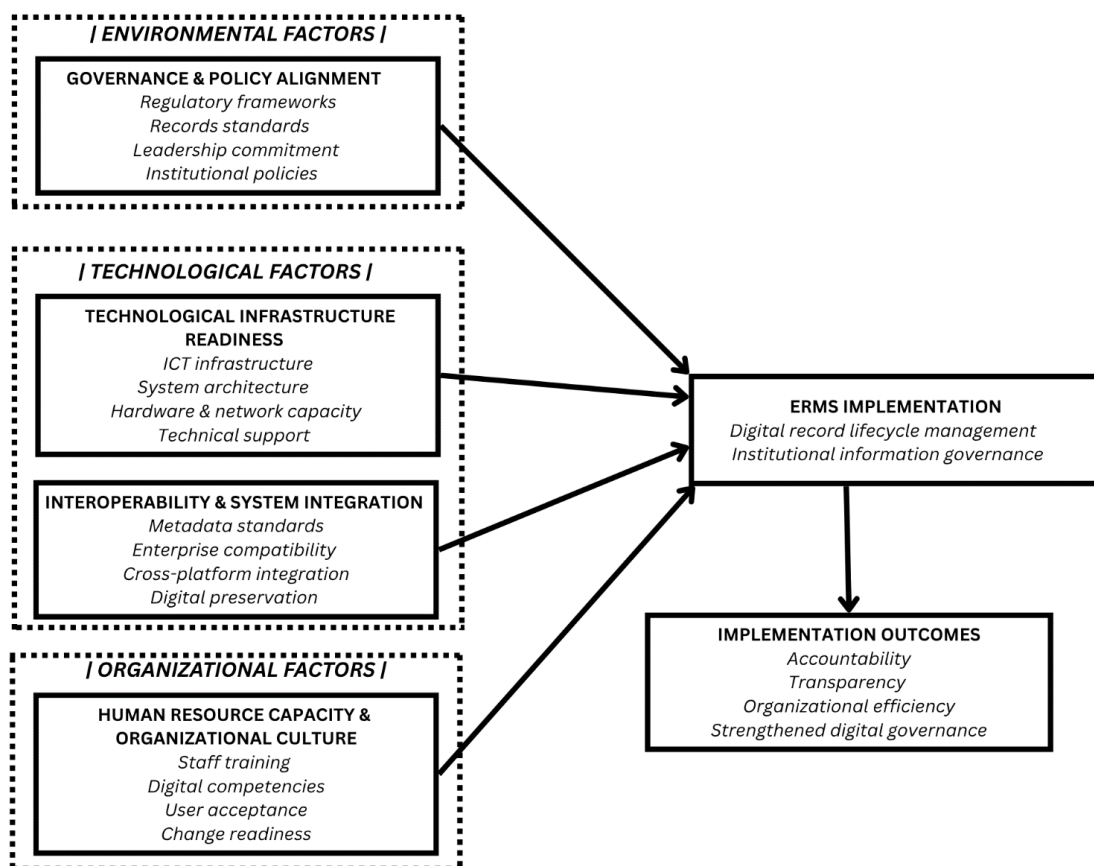 | ENVIRONMENTAL FACTORS |
GOVERNANCE & POLICY ALIGNMENT
Regulatory frameworks
Records standards
Leadership commitment
Institutional policies
| TECHNOLOGICAL FACTORS |
TECHNOLOGICAL INFRASTRUCTURE
READINESS
ICT infrastructure
System architecture
Hardware & network capacity
Technical support
INTEROPERABILITY & SYSTEM INTEGRATION
Metadata standards
Enterprise compatibility
Cross-platform integration
Digital preservation
| ORGANIZATIONAL FACTORS |
HUMAN RESOURCE CAPACITY &
ORGANIZATIONAL CULTURE
Staff training
Digital competencies
User acceptance
Change readiness
ERMS IMPLEMENTATION
Digital record lifecycle management
Institutional information governance
IMPLEMENTATION OUTCOMES
Accountability
Transparency
Organizational efficiency
Strengthened digital governance